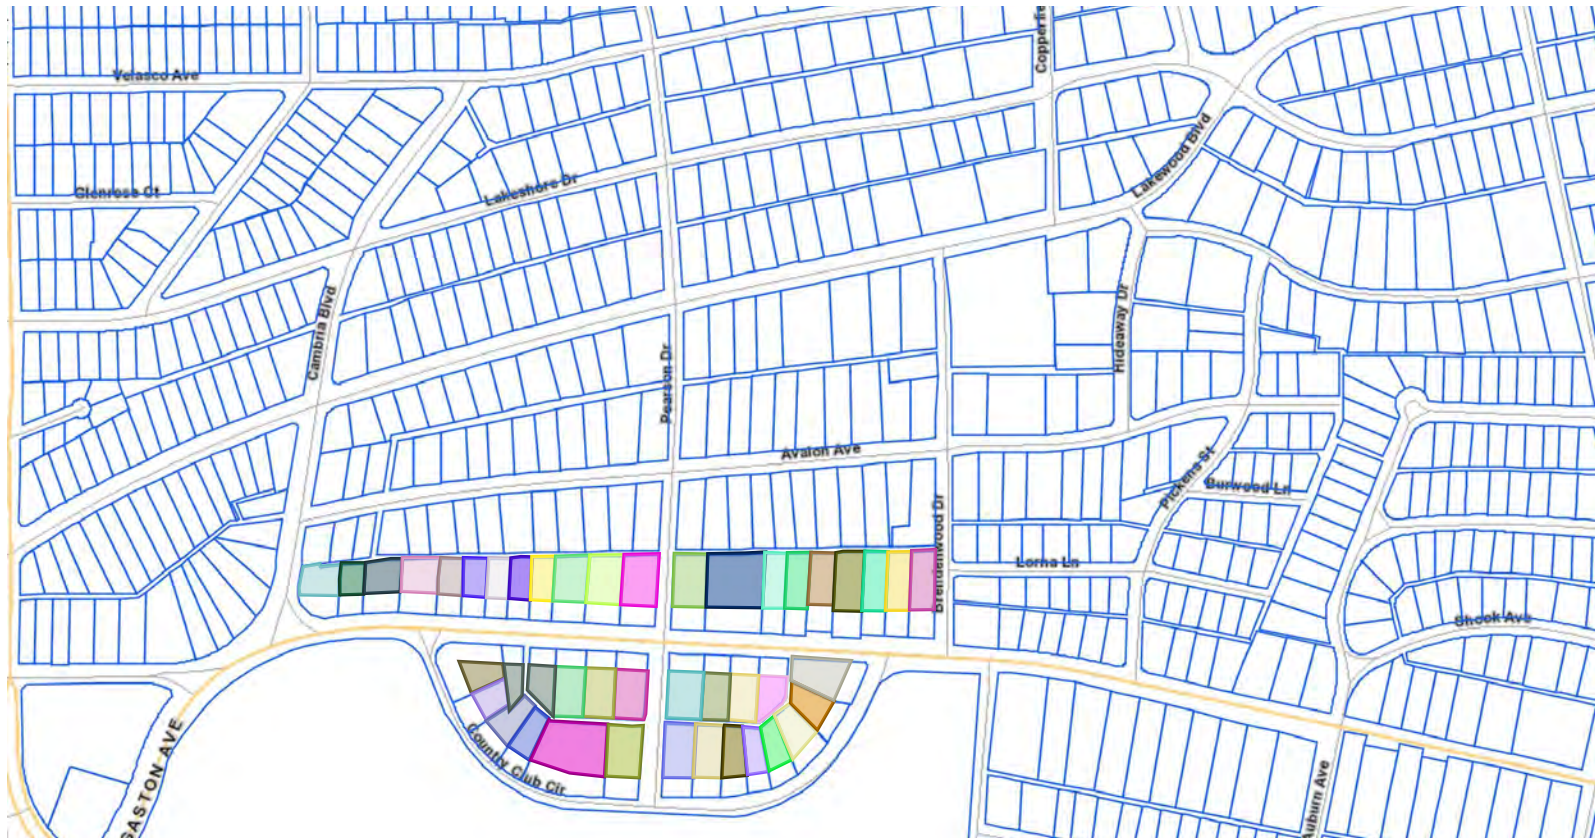 Copperfie
Velasco Ave
Lakewood Blvd
Glenrose Ct
Lakeshore Dr
Cambria Blvd
Hideaway Dr
Pearson Dr
Avalon Ave
Pickens St
Burwood Ln
Brendenwood Dr
Lorna Ln
Shook Ave
GASTON AVE
Country Club Cir
Auburn Ave